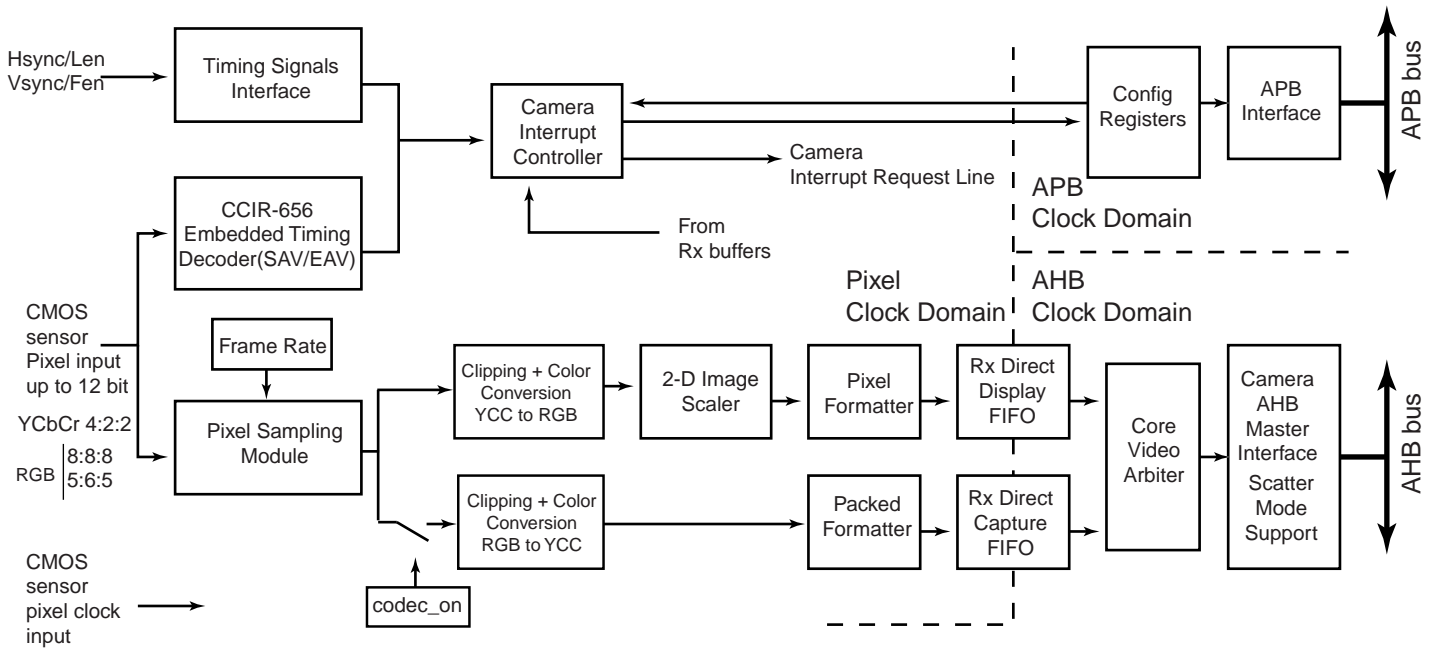 Hsync/Len
Vsync/Fen
Timing Signals
Interface
Camera
Interrupt
Controller
Config
Registers
APB
Interface
APB bus
Camera
Interrupt Request Line
APB
Clock Domain
CCIR-656
Embedded Timing
Decoder(SAV/EAV)
From
Rx buffers
Pixel
Clock Domain
AHB
Clock Domain
CMOS
sensor
Pixel input
up to 12 bit
YCbCr 4:2:2
RGB
8:8:8
5:6:5
Frame Rate
Pixel Sampling
Module
Clipping + Color
Conversion
YCC to RGB
2-D Image
Scaler
Pixel
Formatter
Rx Direct
Display
FIFO
Core
Video
Arbiter
Camera
AHB
Master
Interface
Scatter
Mode
Support
AHB bus
Clipping + Color
Conversion
RGB to YCC
Packed
Formatter
Rx Direct
Capture
FIFO
codec_on
CMOS
sensor
pixel clock
input